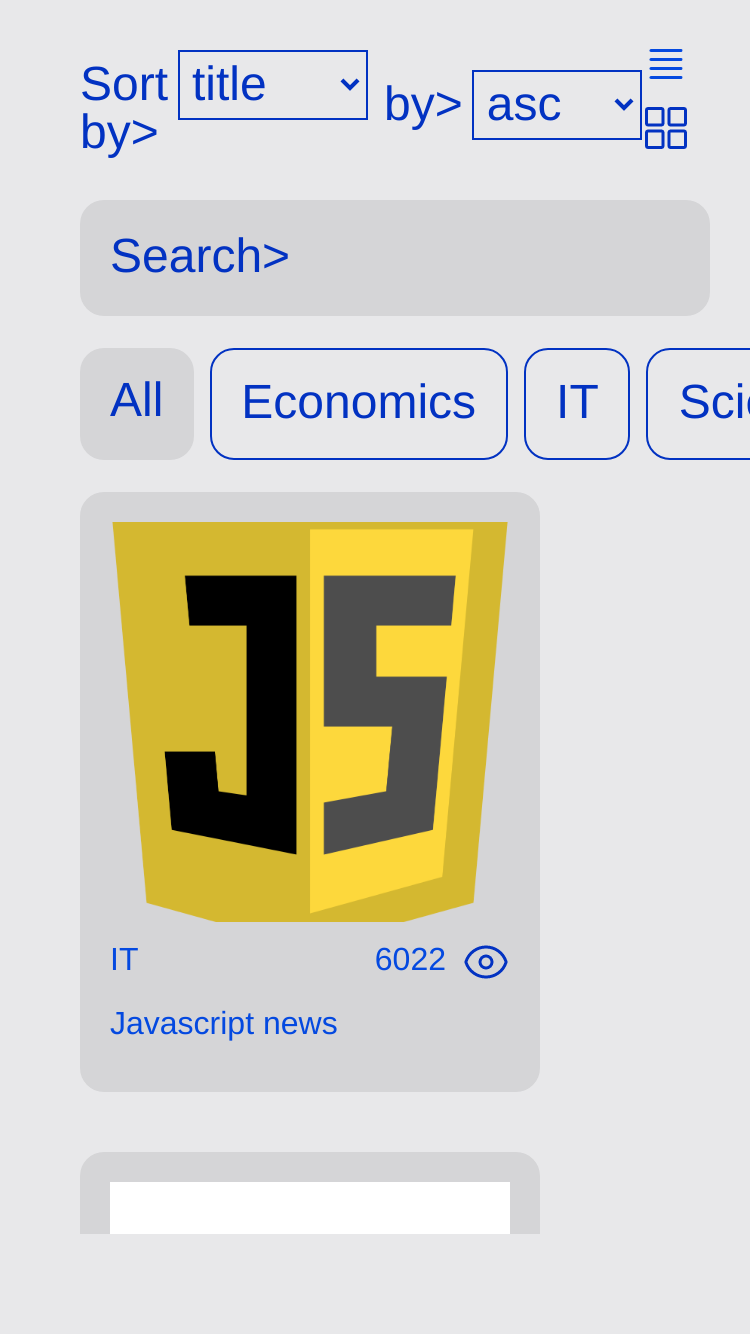 Sort by>
title
by>
asc
Search>
All
Economics
IT
JS
IT
6022
Javascript news